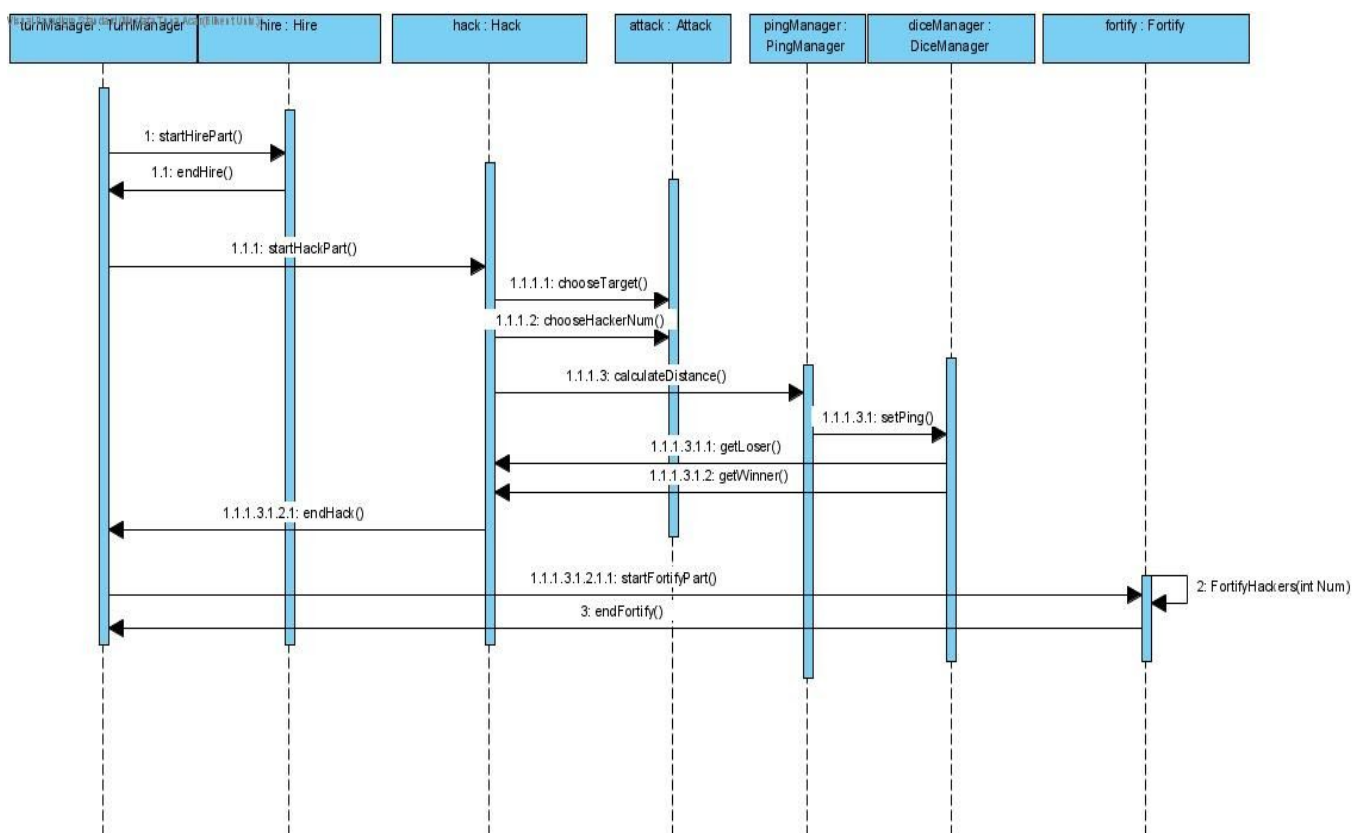 turnManager : TurnManager
hire : Hire
hack : Hack
attack : Attack
pingManager :
PingManager
diceManager :
DiceManager
fortify : Fortify
1: startHirePart()
1.1: endHire()
1.1.1: startHackPart()
1.1.1.1: chooseTarget()
1.1.1.2: chooseHackerNum()
1.1.1.3: calculateDistance()
1.1.1.3.1: setPing()
1.1.1.3.1.1: getLoser()
1.1.1.3.1.2: getWinner()
1.1.1.3.1.2.1: endHack()
1.1.1.3.1.2.1.1: startFortifyPart()
2: FortifyHackers(int Num)
3: endFortify()